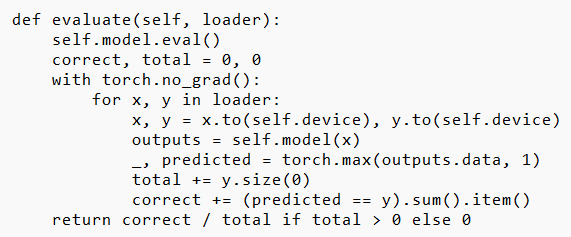 def evaluate(self, loader):
    self.model.eval()
    correct, total = 0, 0
    with torch.no_grad():
        for x, y in loader:
            x, y = x.to(self.device), y.to(self.device)
            outputs = self.model(x)
            _, predicted = torch.max(outputs.data, 1)
            total += y.size(0)
            correct += (predicted == y).sum().item()
    return correct / total if total > 0 else 0